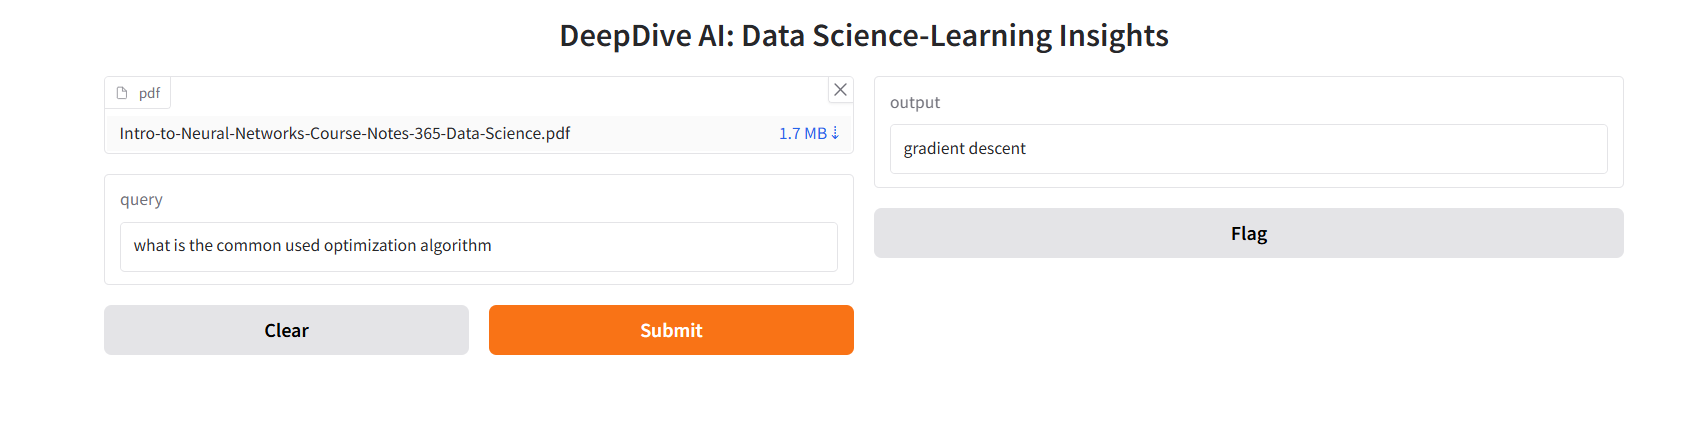 DeepDive AI: Data Science-Learning Insights
pdf
Intro-to-Neural-Networks-Course-Notes-365-Data-Science.pdf 1.7 MB ⇣
query
what is the common used optimization algorithm
Clear Submit
output
gradient descent
Flag